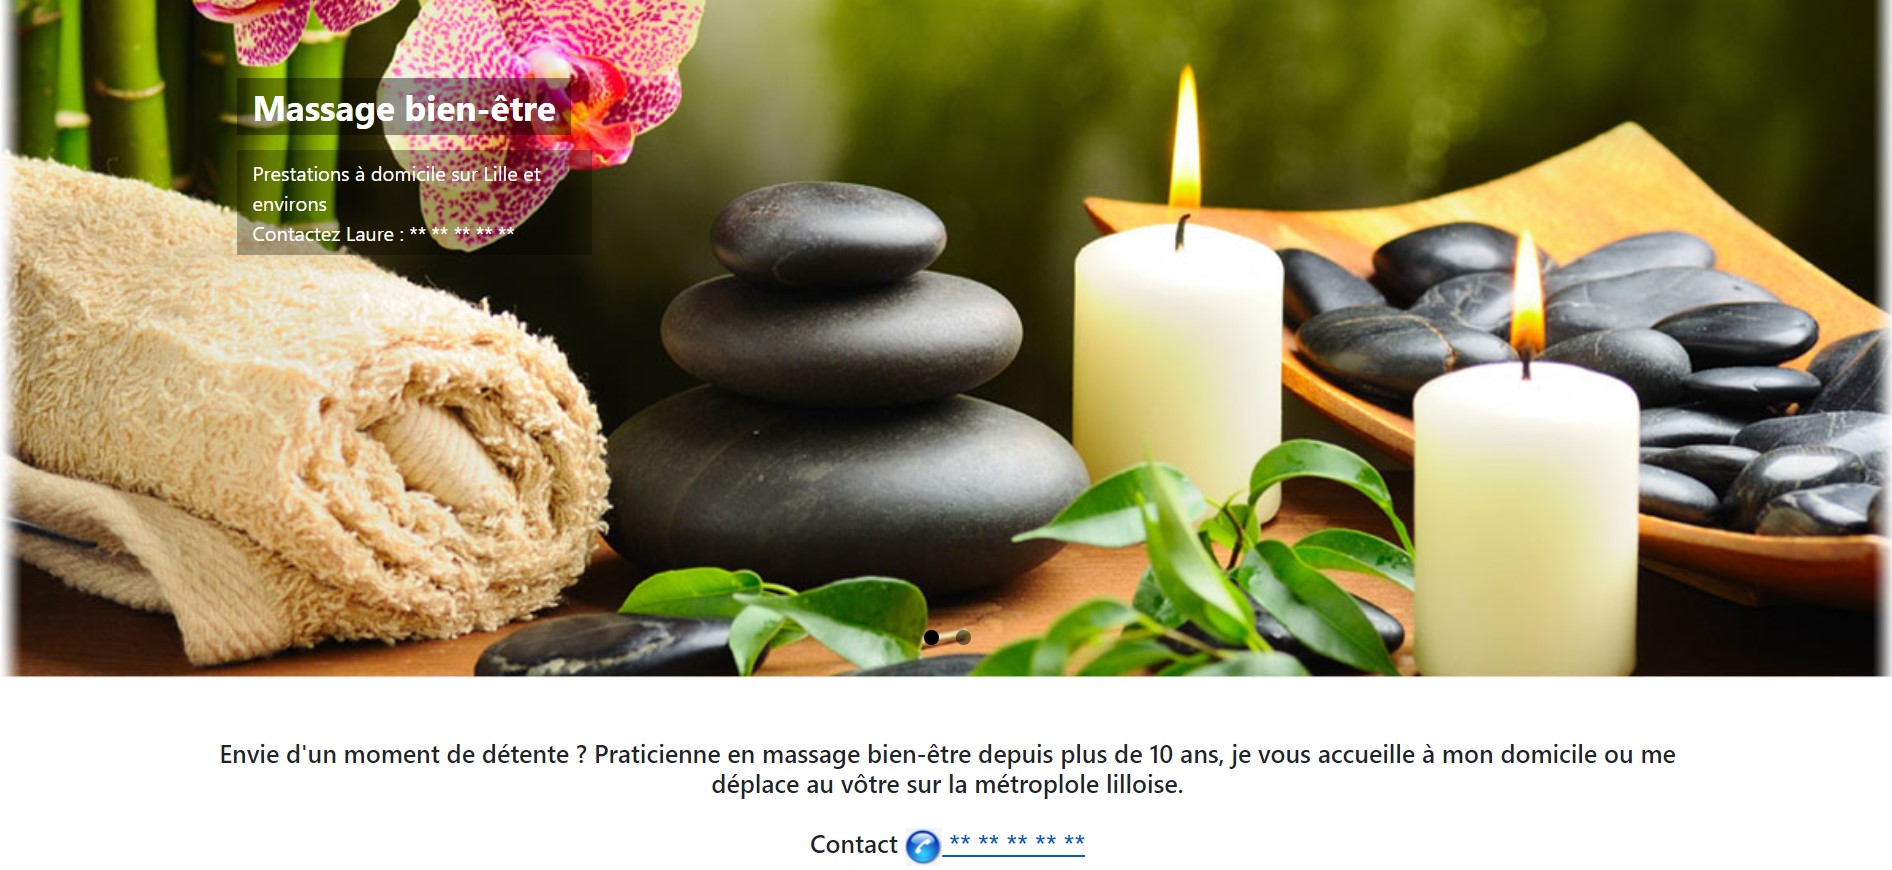 Massage bien-être
Prestations à domicile sur Lille et
environs
Contactez Laure : ** ** ** ** **
Envie d'un moment de détente ? Praticienne en massage bien-être depuis plus de 10 ans, je vous accueille à mon domicile ou me
déplace au vôtre sur la métroplole lilloise.
Contact ** ** ** ** **